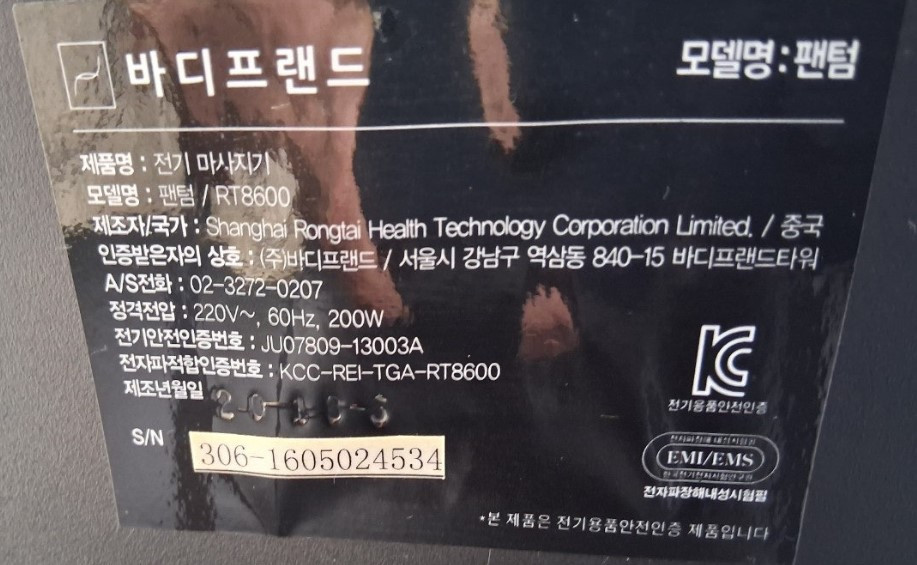 바디프랜드
모델명 : 팬텀
제품명 : 전기 마사지기
모델명 : 팬텀 / RT8600
제조자/국가 : Shanghai Rongtai Health Technology Corporation Limited. / 중국
인증받은자의 상호 : (주)바디프랜드 / 서울시 강남구 역삼동 840-15 바디프랜드타워
A/S전화 : 02-3272-0207
정격전압 : 220V~, 60Hz, 200W
전기안전인증번호 : JU07809-13003A
전자파적합인증번호 : KCC-REI-TGA-RT8600
제조년월일
S/N 306-1605024534
전기용품안전인증
EMI/EMS
전자파장해내성시험필
*본 제품은 전기용품안전인증 제품입니다